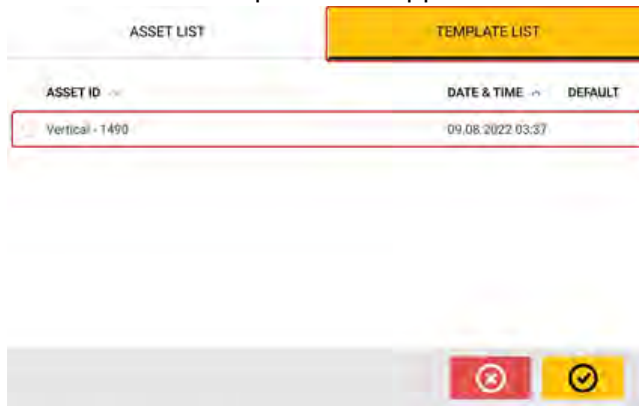 ASSET LIST TEMPLATE LIST
ASSET ID DATE & TIME DEFAULT
Vertical - 1490 09.08.2022 03:37